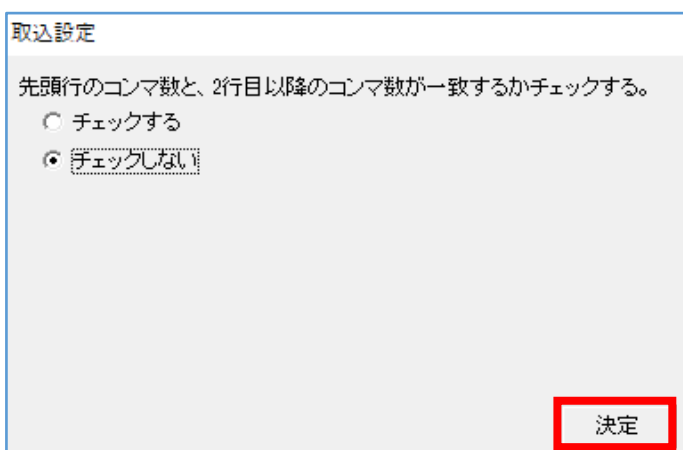 取込設定
先頭行のコンマ数と、2行目以降のコンマ数が一致するかチェックする。
チェックする
チェックしない
決定